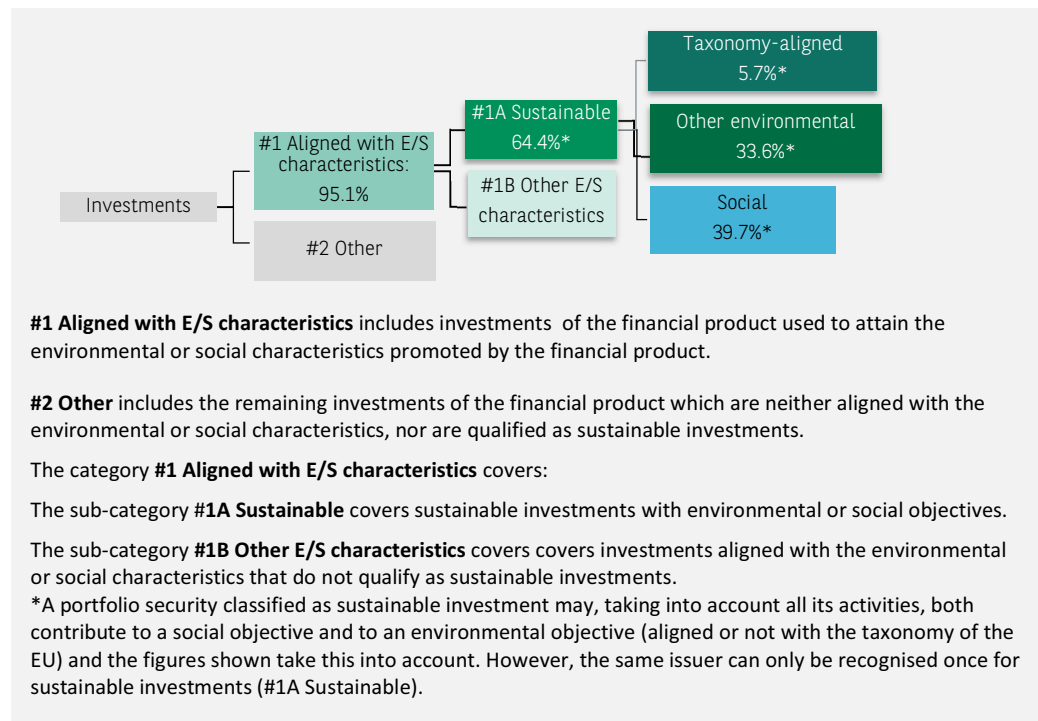 Taxonomy-aligned
5.7%*
#1A Sustainable
64.4%*
Other environmental
33.6%*
#1 Aligned with E/S
characteristics:
95.1%
#1B Other E/S
characteristics
Investments
Social
39.7%*
#2 Other
#1 Aligned with E/S characteristics includes investments of the financial product used to attain the
environmental or social characteristics promoted by the financial product.
#2 Other includes the remaining investments of the financial product which are neither aligned with the
environmental or social characteristics, nor are qualified as sustainable investments.
The category #1 Aligned with E/S characteristics covers:
The sub-category #1A Sustainable covers sustainable investments with environmental or social objectives.
The sub-category #1B Other E/S characteristics covers covers investments aligned with the environmental
or social characteristics that do not qualify as sustainable investments.
*A portfolio security classified as sustainable investment may, taking into account all its activities, both
contribute to a social objective and to an environmental objective (aligned or not with the taxonomy of the
EU) and the figures shown take this into account. However, the same issuer can only be recognised once for
sustainable investments (#1A Sustainable).